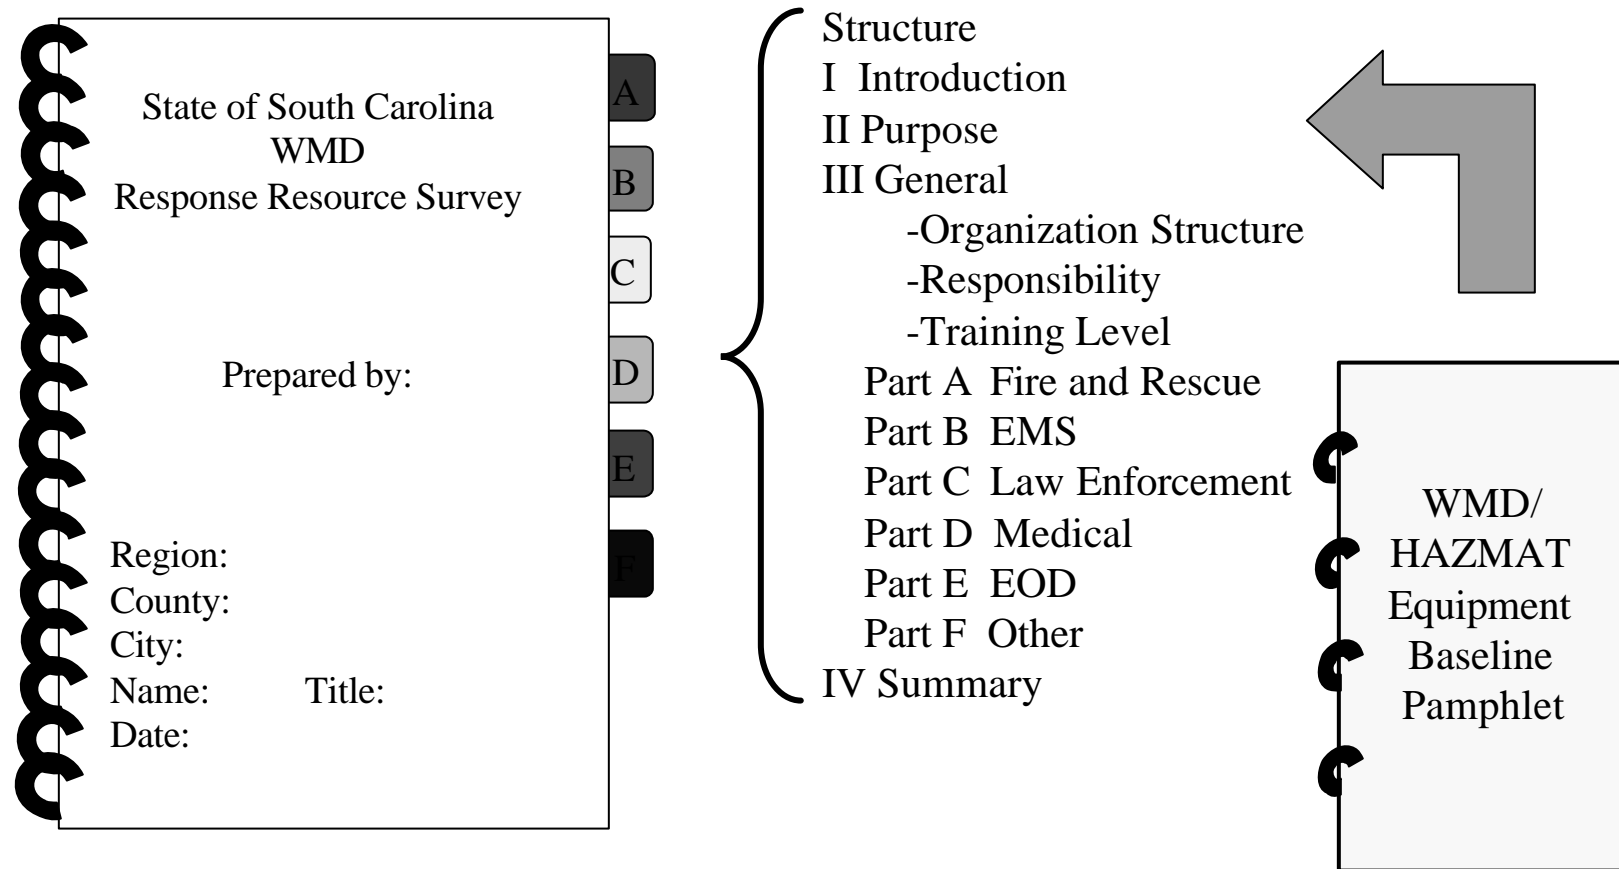 State of South Carolina
WMD
Response Resource Survey
Prepared by:
Region:
County:
City:
Name: Title:
Date:
A
B
C
D
E
F
Structure
I Introduction
II Purpose
III General
-Organization Structure
-Responsibility
-Training Level
Part A Fire and Rescue
Part B EMS
Part C Law Enforcement
Part D Medical
Part E EOD
Part F Other
IV Summary
WMD/
HAZMAT
Equipment
Baseline
Pamphlet